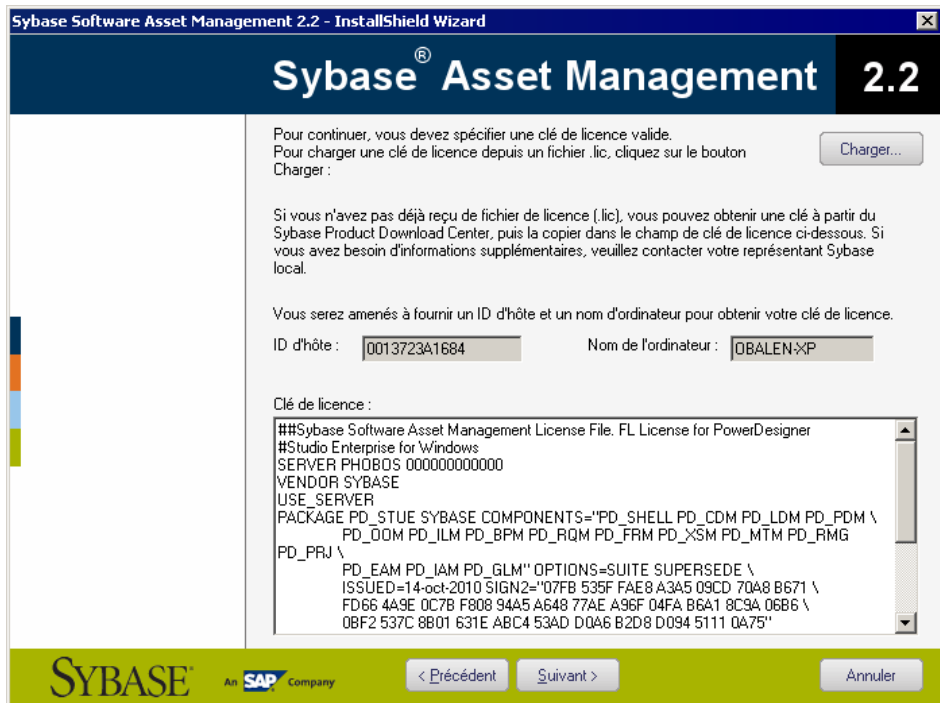 Sybase Software Asset Management 2.2 - InstallShield Wizard
Sybase® Asset Management 2.2
Pour continuer, vous devez spécifier une clé de licence valide.
Pour charger une clé de licence depuis un fichier .lic, cliquez sur le bouton
Charger :
Charger...
Si vous n'avez pas déjà reçu de fichier de licence (.lic), vous pouvez obtenir une clé à partir du
Sybase Product Download Center, puis la copier dans le champ de clé de licence ci-dessous. Si
vous avez besoin d'informations supplémentaires, veuillez contacter votre représentant Sybase
local.
Vous serez amenés à fournir un ID d'hôte et un nom d'ordinateur pour obtenir votre clé de licence.
ID d'hôte : 0013723A1684 Nom de l'ordinateur : OBALEN-XP
Clé de licence :
##Sybase Software Asset Management License File. FL License for PowerDesigner
#Studio Enterprise for Windows
SERVER PHOBOS 000000000000
VENDOR SYBASE
USE_SERVER
PACKAGE PD_STUE SYBASE COMPONENTS="PD_SHELL PD_CDM PD_LDM PD_PDM \
PD_OOM PD_ILM PD_BPM PD_RQM PD_FRM PD_XSM PD_MTM PD_RMG
PD_PRJ \
PD_EAM PD_IAM PD_GLM" OPTIONS=SUITE SUPERSEDE \
ISSUED=14-oct-2010 SIGN2="07FB 535F FAE8 A3A5 09CD 70A8 B671 \
FD66 4A9E 0C7B F808 94A5 A648 77AE A96F 04FA B6A1 8C9A 06B6 \
0BF2 537C 8B01 631E ABC4 53AD D0A6 B2D8 D094 5111 0A75"
SYBASE An SAP Company
< Précédent
Suivant >
Annuler